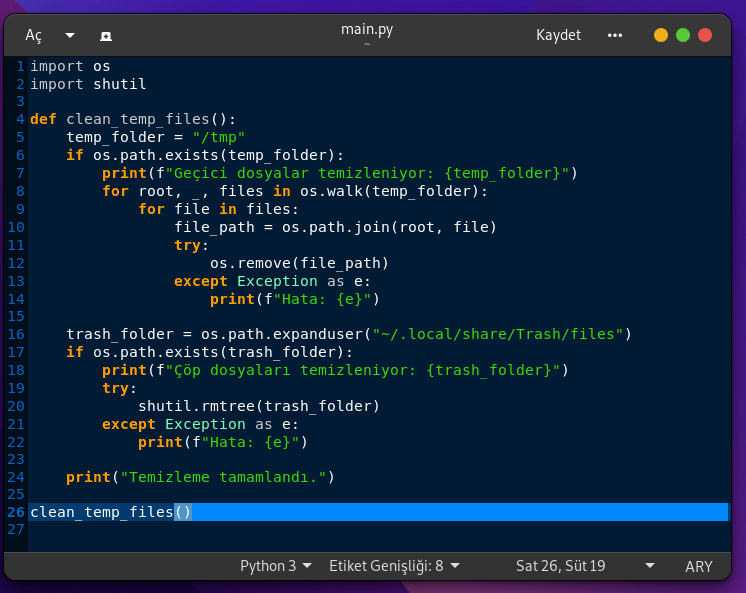 Aç
main.py
~
Kaydet
1 import os
2 import shutil
3
4 def clean_temp_files():
5     temp_folder = "/tmp"
6     if os.path.exists(temp_folder):
7         print(f"Geçici dosyalar temizleniyor: {temp_folder}")
8         for root, _, files in os.walk(temp_folder):
9             for file in files:
10                 file_path = os.path.join(root, file)
11                 try:
12                     os.remove(file_path)
13                 except Exception as e:
14                     print(f"Hata: {e}")
15
16     trash_folder = os.path.expanduser("~/.local/share/Trash/files")
17     if os.path.exists(trash_folder):
18         print(f"Çöp dosyaları temizleniyor: {trash_folder}")
19         try:
20             shutil.rmtree(trash_folder)
21         except Exception as e:
22             print(f"Hata: {e}")
23
24     print("Temizleme tamamlandı.")
25
26 clean_temp_files()
27
Python 3 Etiket Genişliği: 8 Sat 26, Süt 19 ARY